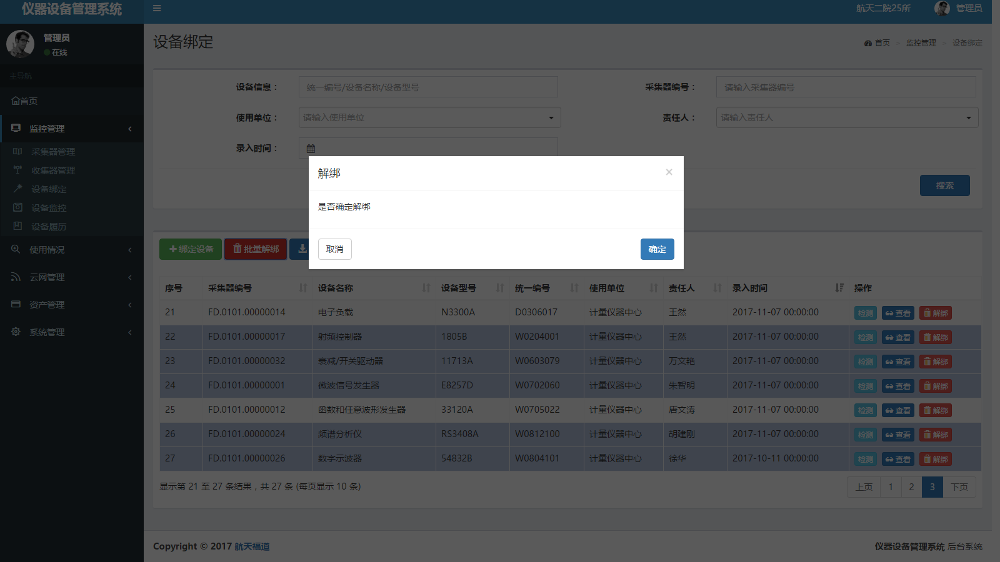 仪器设备管理系统
航天二院25所 管理员
管理员
在线
主导航
首页
监控管理
采集器管理
收集器管理
设备绑定
设备监控
设备履历
使用情况
云网管理
资产管理
系统管理
设备绑定
首页 > 监控管理 > 设备绑定
设备信息： 统一编号/设备名称/设备型号 采集器编号： 请输入采集器编号
使用单位： 请输入使用单位 责任人： 请输入责任人
录入时间：
搜索
解绑 ×
是否确定解绑
取消 确定
绑定设备 批量解绑
序号 采集器编号 设备名称 设备型号 统一编号 使用单位 责任人 录入时间 操作
21 FD.0101.00000014 电子负载 N3300A D0306017 计量仪器中心 王然 2017-11-07 00:00:00 检测 查看 解绑
22 FD.0101.00000017 射频控制器 1805B W0204001 计量仪器中心 王然 2017-11-07 00:00:00 检测 查看 解绑
23 FD.0101.00000032 衰减/开关驱动器 11713A W0603079 计量仪器中心 万文艳 2017-11-07 00:00:00 检测 查看 解绑
24 FD.0101.00000001 微波信号发生器 E8257D W0702060 计量仪器中心 朱智明 2017-11-07 00:00:00 检测 查看 解绑
25 FD.0101.00000012 函数和任意波形发生器 33120A W0705022 计量仪器中心 唐文涛 2017-11-07 00:00:00 检测 查看 解绑
26 FD.0101.00000024 频谱分析仪 RS3408A W0812100 计量仪器中心 胡建刚 2017-11-07 00:00:00 检测 查看 解绑
27 FD.0101.00000026 数字示波器 54832B W0804101 计量仪器中心 徐华 2017-10-11 00:00:00 检测 查看 解绑
显示第 21 至 27 条结果，共 27 条 (每页显示 10 条)
上页 1 2 3 下页
Copyright © 2017 航天福道
仪器设备管理系统 后台系统